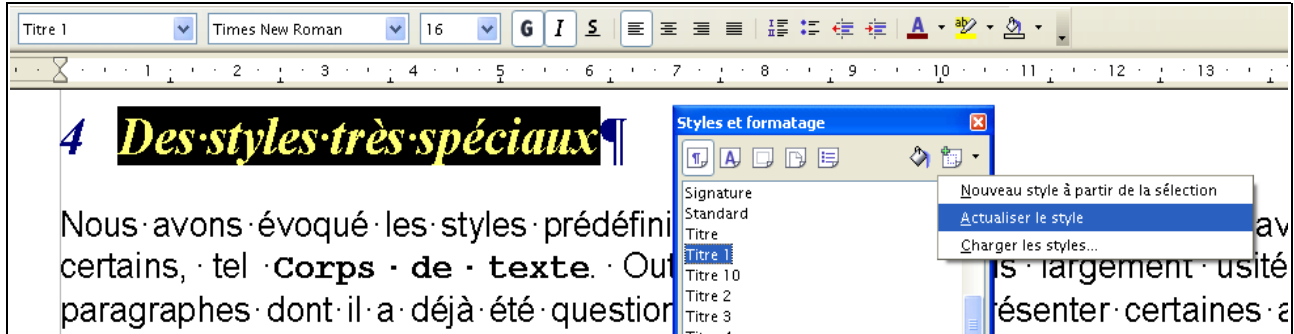 Titre 1 Times New Roman 16 G I S A
1 2 3 4 5 6 7 8 9 10 11 12 13
4 Des·styles·très·spéciaux¶
Styles et formatage
Signature
Standard
Titre
Titre 1
Titre 10
Titre 2
Titre 3
Nouveau style à partir de la sélection
Actualiser le style
Charger les styles...
Nous·avons·évoqué·les·styles·prédéfini av
certains, · tel · Corps · de · texte. · Out s · largement · usité
paragraphes·dont·il·a·déjà·été·question ésenter·certaines·a